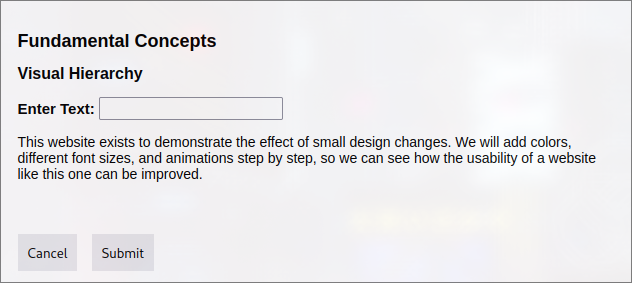 Fundamental Concepts
Visual Hierarchy
Enter Text:
This website exists to demonstrate the effect of small design changes. We will add colors,
different font sizes, and animations step by step, so we can see how the usability of a website
like this one can be improved.
Cancel Submit